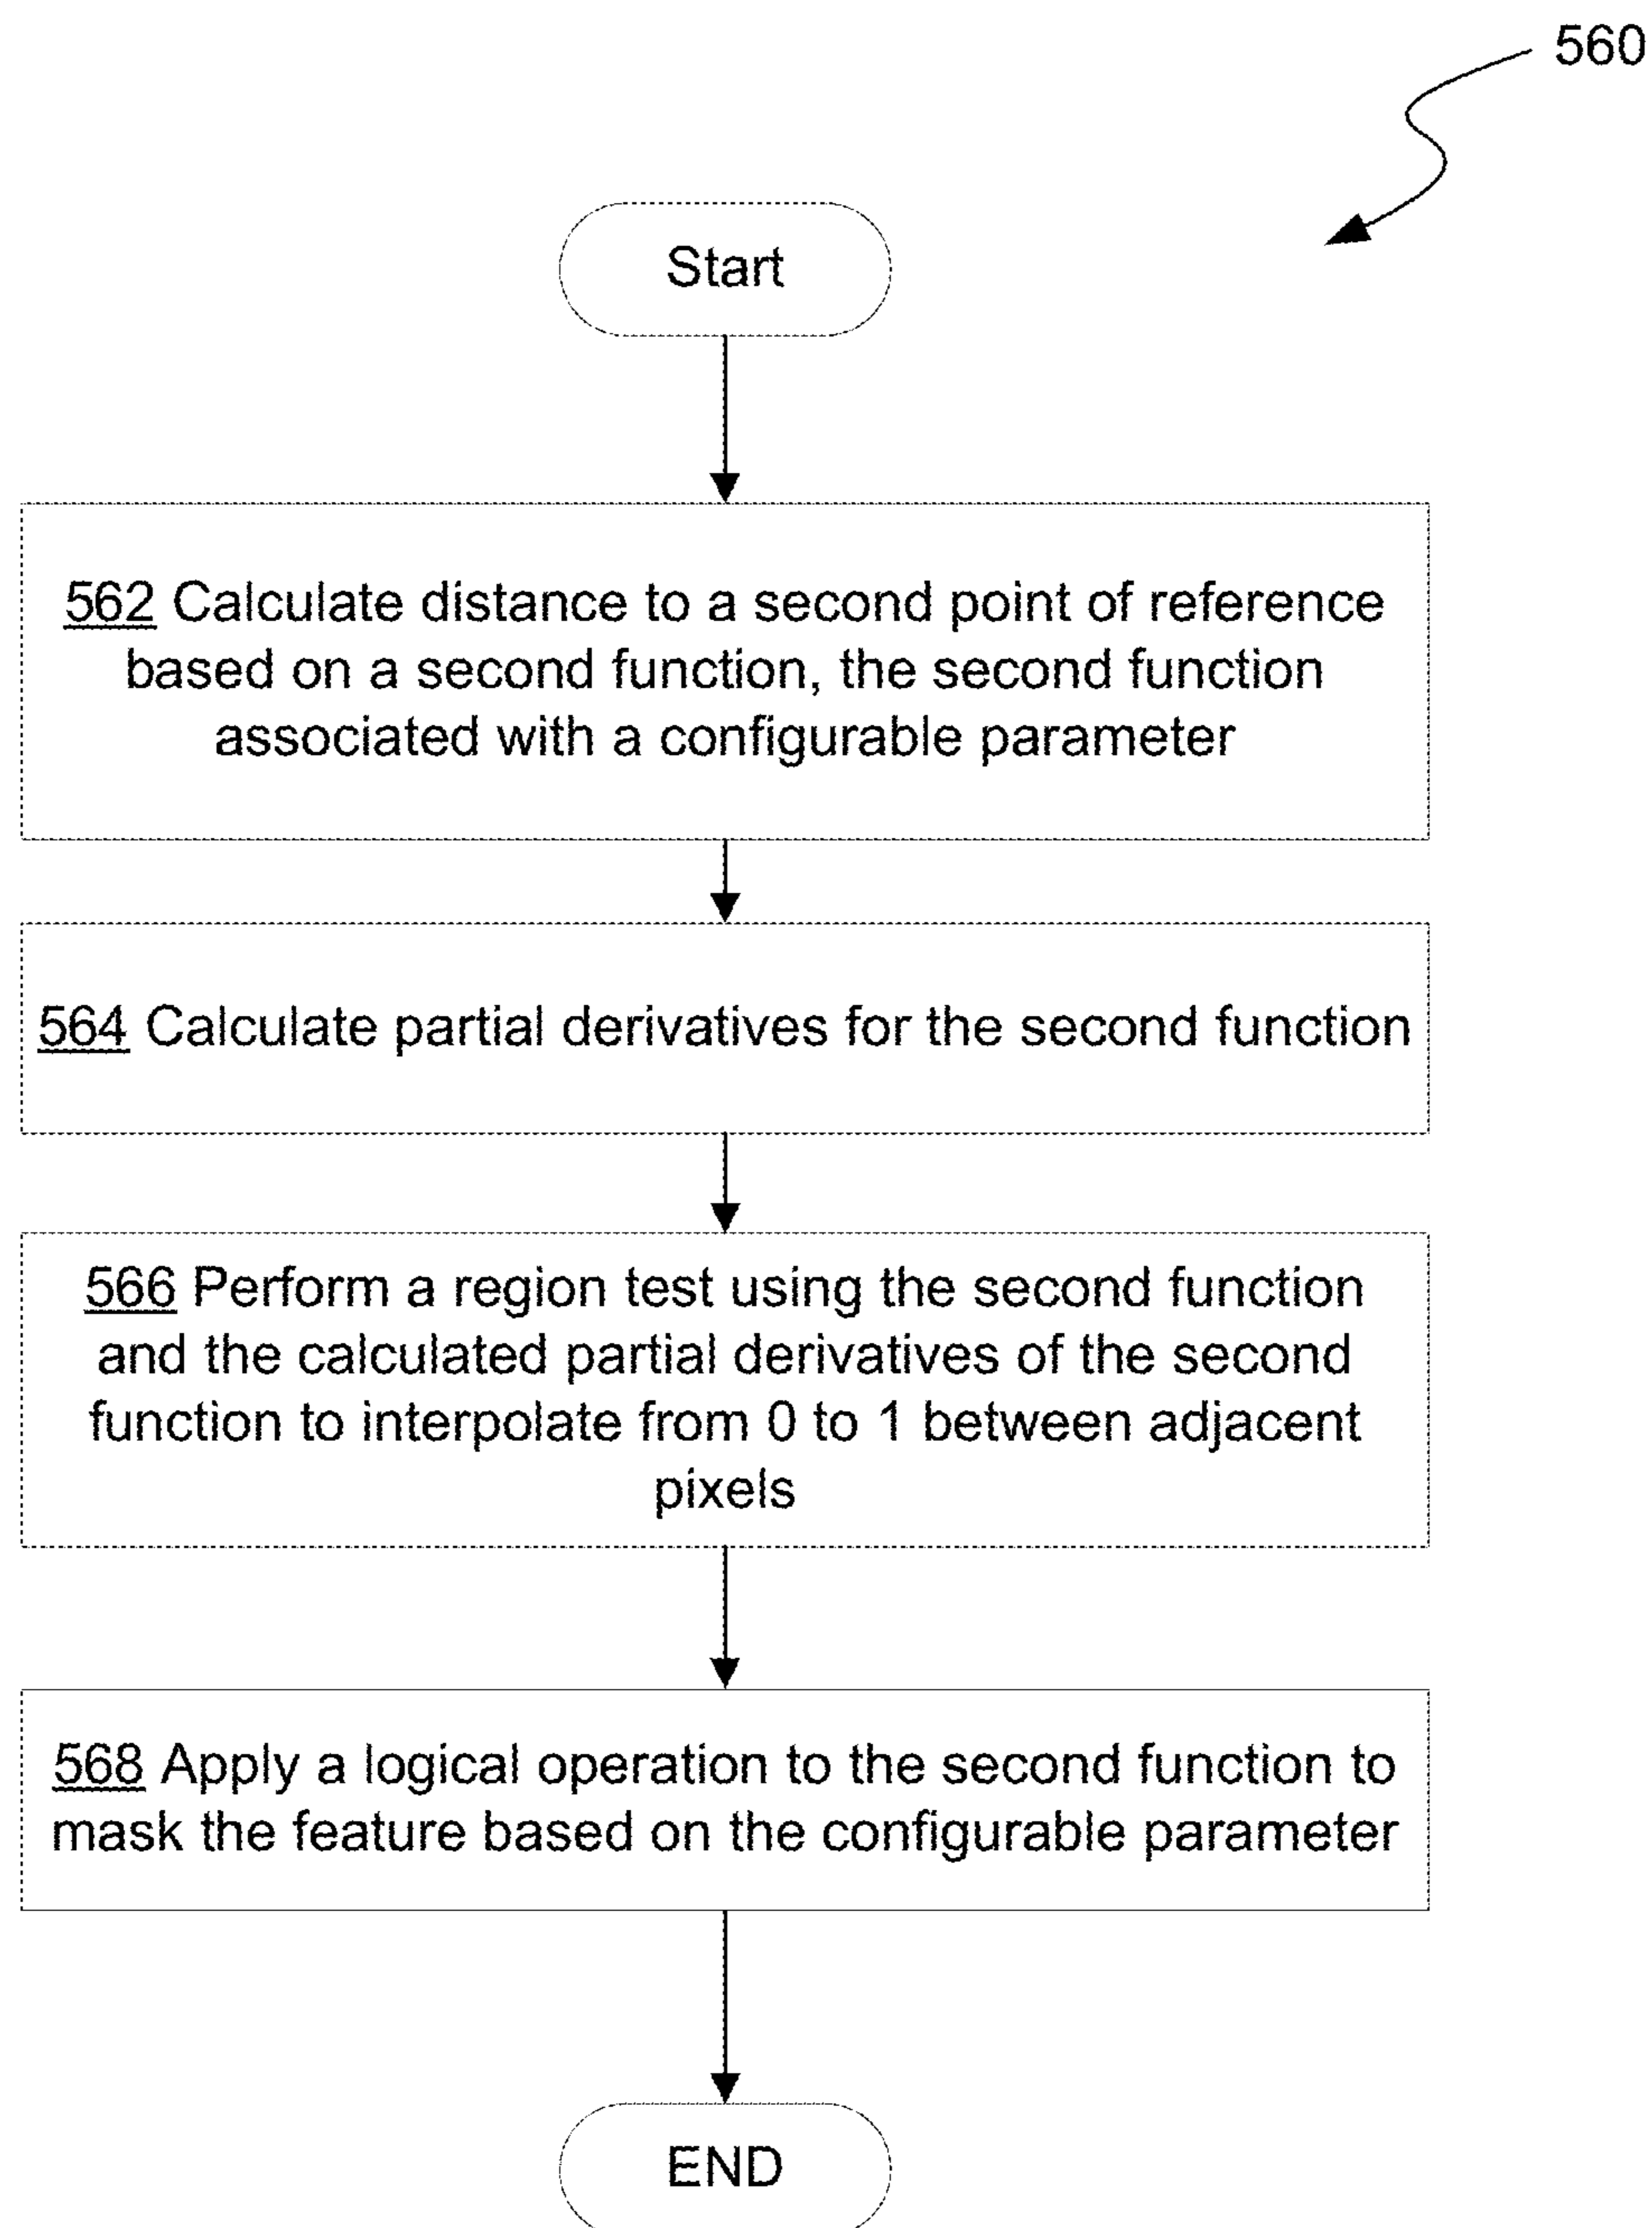 560
Start
562 Calculate distance to a second point of reference
based on a second function, the second function
associated with a configurable parameter
564 Calculate partial derivatives for the second function
566 Perform a region test using the second function
and the calculated partial derivatives of the second
function to interpolate from 0 to 1 between adjacent
pixels
568 Apply a logical operation to the second function to
mask the feature based on the configurable parameter
END